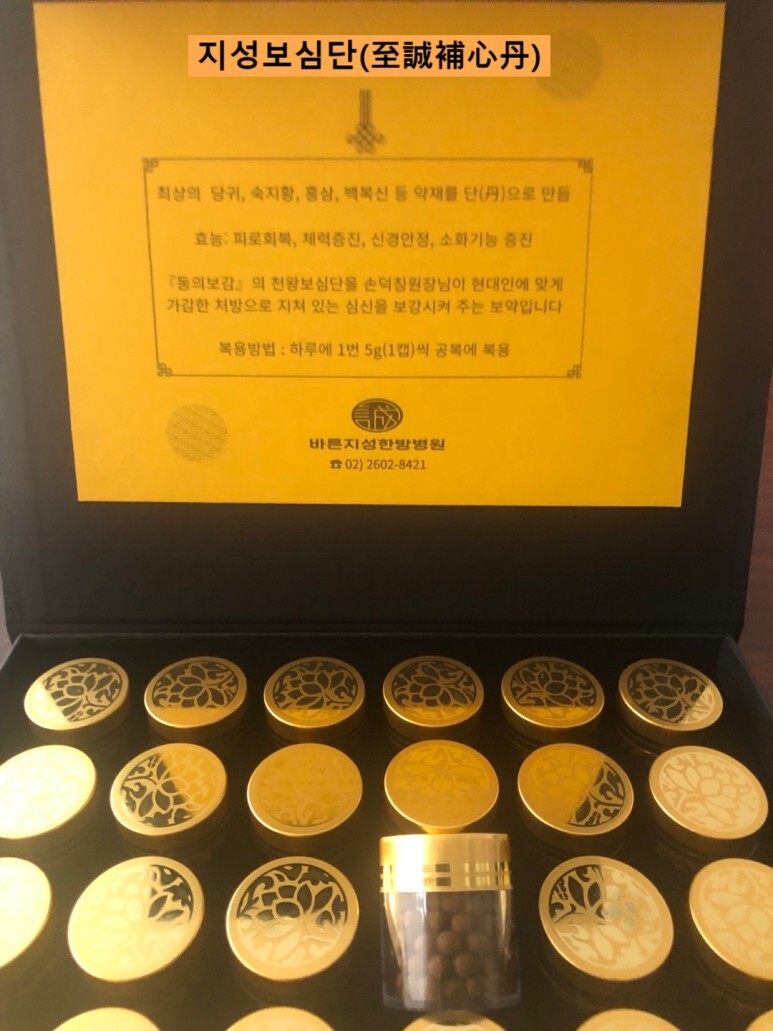 지성보심단(至誠補心丹)
최상의 당귀, 숙지황, 홍삼, 백복신 등 약재를 단(丹)으로 만듬
효능: 피로회복, 체력증진, 신경안정, 소화기능 증진
『동의보감』의 천왕보심단을 손덕칭원장님이 현대인에 맞게
가감한 처방으로 지쳐 있는 심신을 보강시켜 주는 보약입니다
복용방법 : 하루에 1번 5g(1캡)씩 공복에 복용
바른지성한방병원
☎ 02) 2602-8421